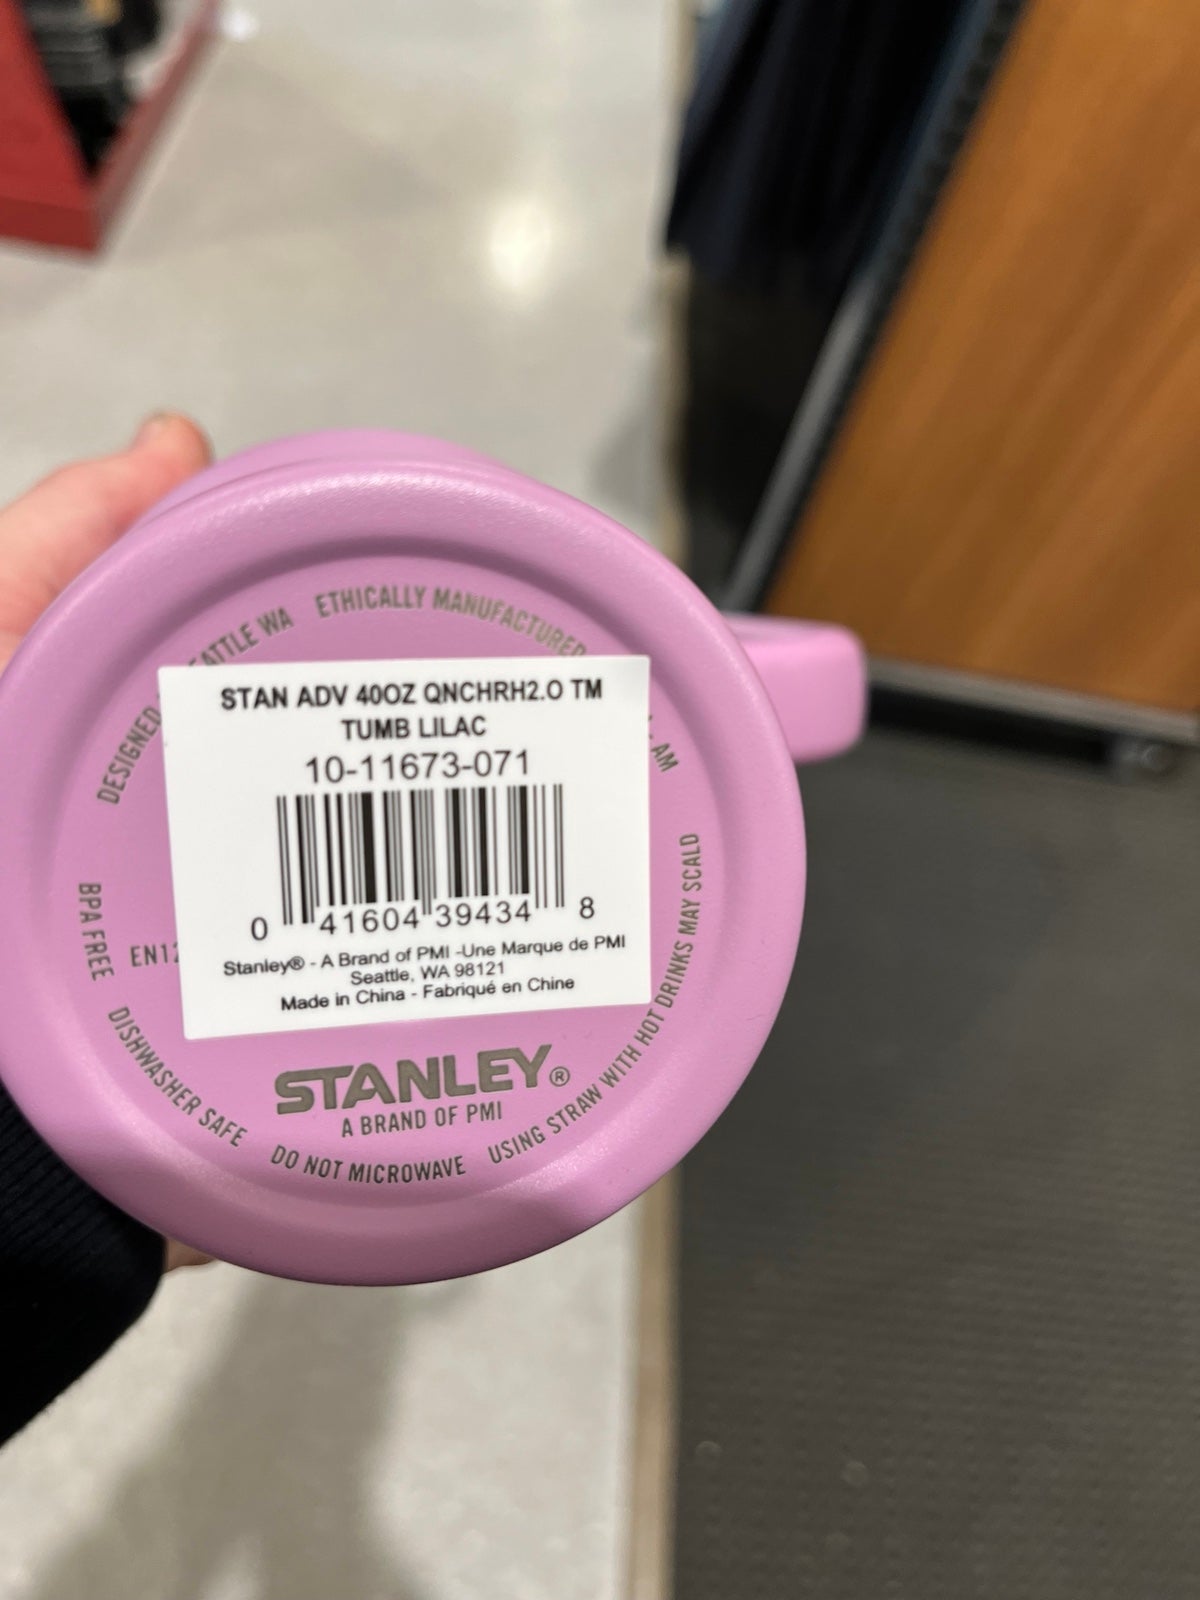 STAN ADV 40OZ QNCHRH2.O TM
TUMB LILAC
10-11673-071
0 41604 39434 8
Stanley® - A Brand of PMI -Une Marque de PMI
Seattle, WA 98121
Made in China - Fabriqué en Chine
STANLEY®
A BRAND OF PMI
DESIGNED
WA
ETHICALLY MANUFACTURED
BPA FREE
DISHWASHER SAFE
DO NOT MICROWAVE
USING STRAW WITH HOT DRINKS MAY SCALD